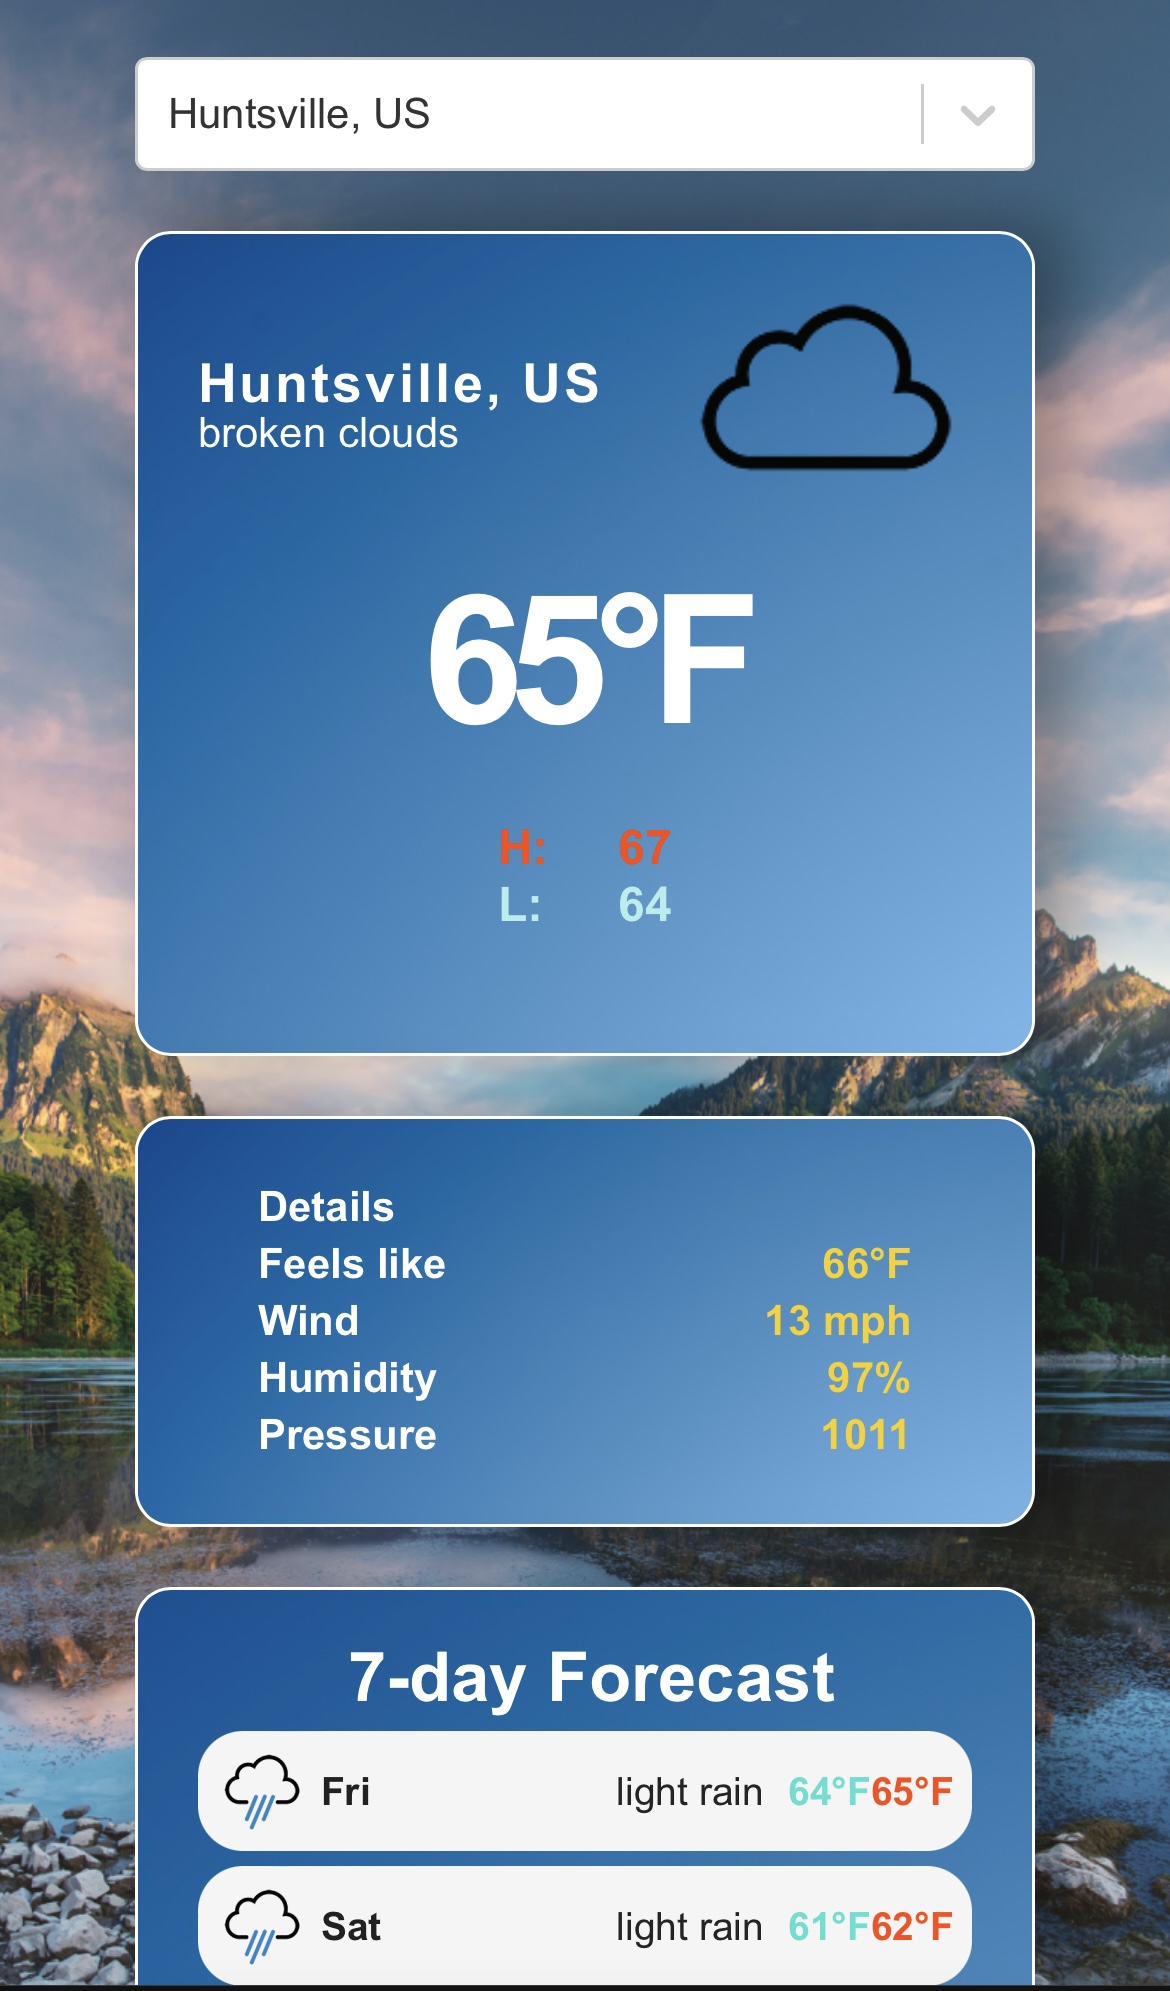 Huntsville, US
Huntsville, US
broken clouds
65°F
H: 67
L: 64
Details
Feels like 66°F
Wind 13 mph
Humidity 97%
Pressure 1011
7-day Forecast
Fri light rain 64°F65°F
Sat light rain 61°F62°F